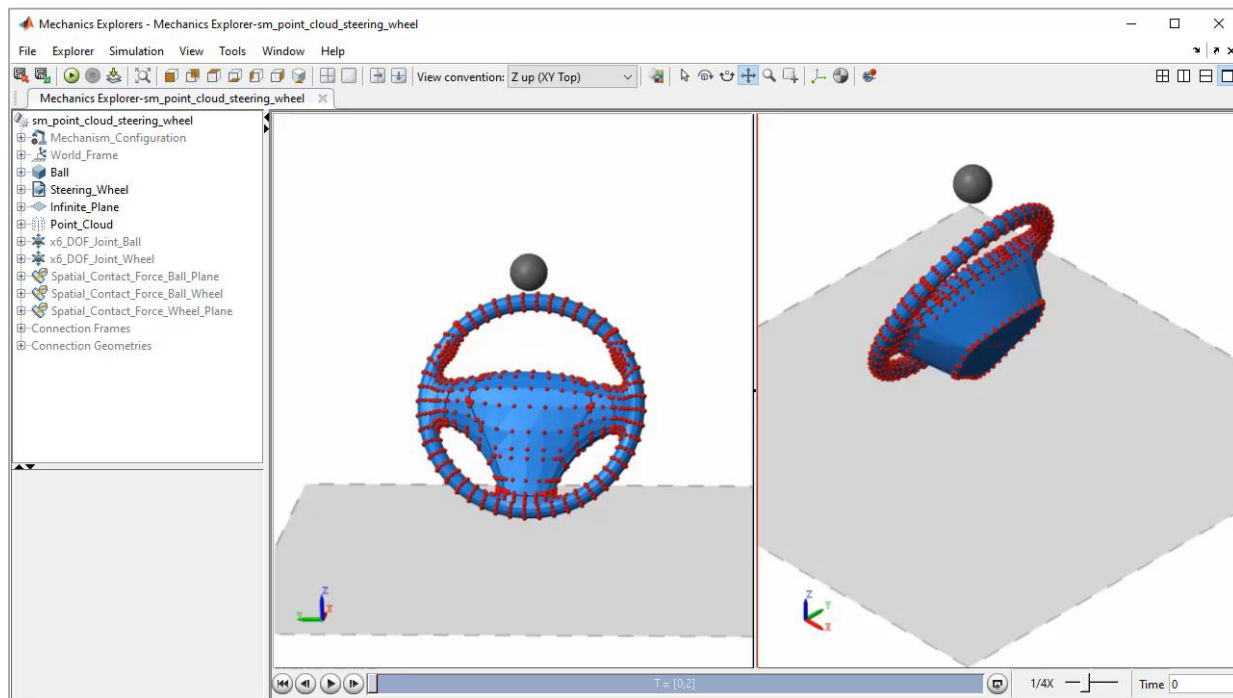 Mechanics Explorers - Mechanics Explorer-sm_point_cloud_steering_wheel
File Explorer Simulation View Tools Window Help
View convention: Z up (XY Top)
Mechanics Explorer-sm_point_cloud_steering_wheel
sm_point_cloud_steering_wheel
Mechanism_Configuration
World_Frame
Ball
Steering_Wheel
Infinite_Plane
Point_Cloud
x6_DOF_Joint_Ball
x6_DOF_Joint_Wheel
Spatial_Contact_Force_Ball_Plane
Spatial_Contact_Force_Ball_Wheel
Spatial_Contact_Force_Wheel_Plane
Connection Frames
Connection Geometries
Z
Y X
Z
Y
X
T = [0,2]
1/4X
Time 0